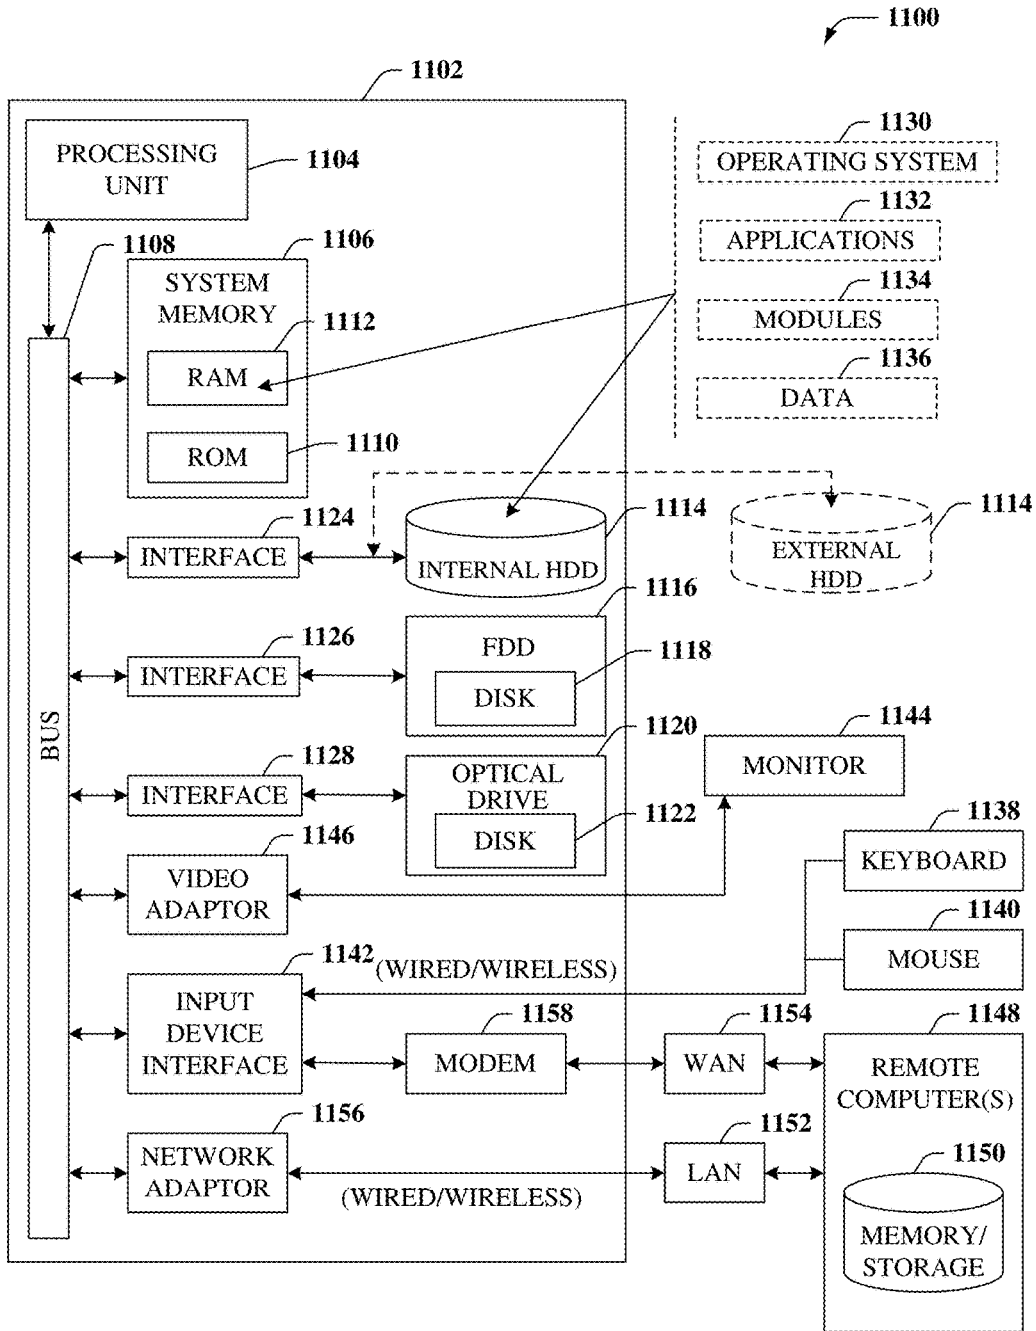 1100
1102
PROCESSING
UNIT
1104
1130
OPERATING SYSTEM
1132
APPLICATIONS
1134
MODULES
1136
DATA
1108
1106
SYSTEM
MEMORY
1112
RAM
1110
ROM
1124
INTERFACE
1114
INTERNAL HDD
1114
EXTERNAL
HDD
1126
INTERFACE
1116
FDD
1118
DISK
BUS
1128
INTERFACE
1120
OPTICAL
DRIVE
1122
DISK
1144
MONITOR
1146
VIDEO
ADAPTOR
1138
KEYBOARD
1140
MOUSE
1142
(WIRED/WIRELESS)
INPUT
DEVICE
INTERFACE
1158
MODEM
1154
WAN
1148
REMOTE
COMPUTER(S)
1156
NETWORK
ADAPTOR
(WIRED/WIRELESS)
1152
LAN
1150
MEMORY/
STORAGE